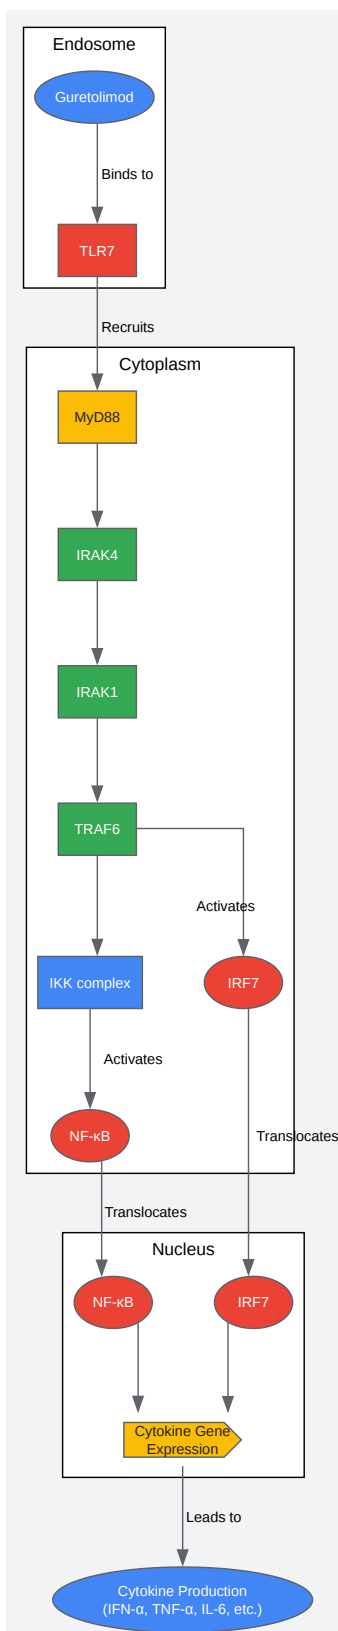 Endosome
Guretolimod
Binds to
TLR7
Recruits
Cytoplasm
MyD88
IRAK4
IRAK1
TRAF6
Activates
IKK complex
IRF7
Activates
NF-κB
Translocates
Translocates
Nucleus
NF-κB
IRF7
Cytokine Gene
Expression
Leads to
Cytokine Production
(IFN-α, TNF-α, IL-6, etc.)